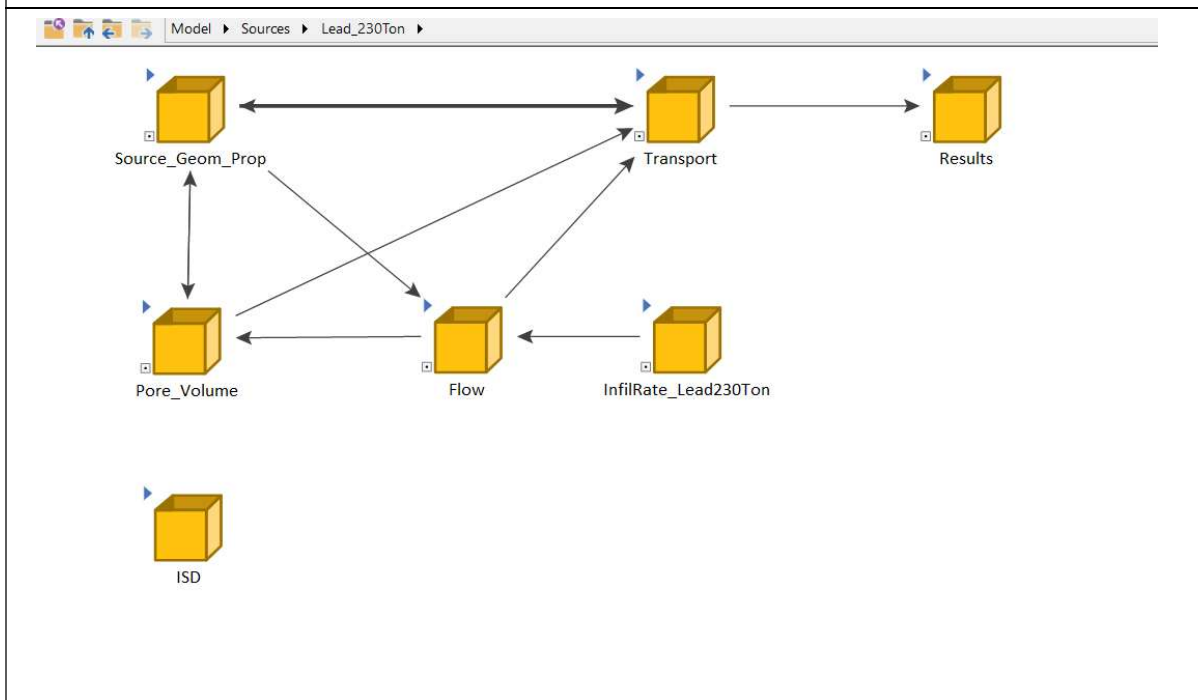 Model Sources Lead_230Ton
Source_Geom_Prop Transport Results
Pore_Volume Flow InfilRate_Lead230Ton
ISD